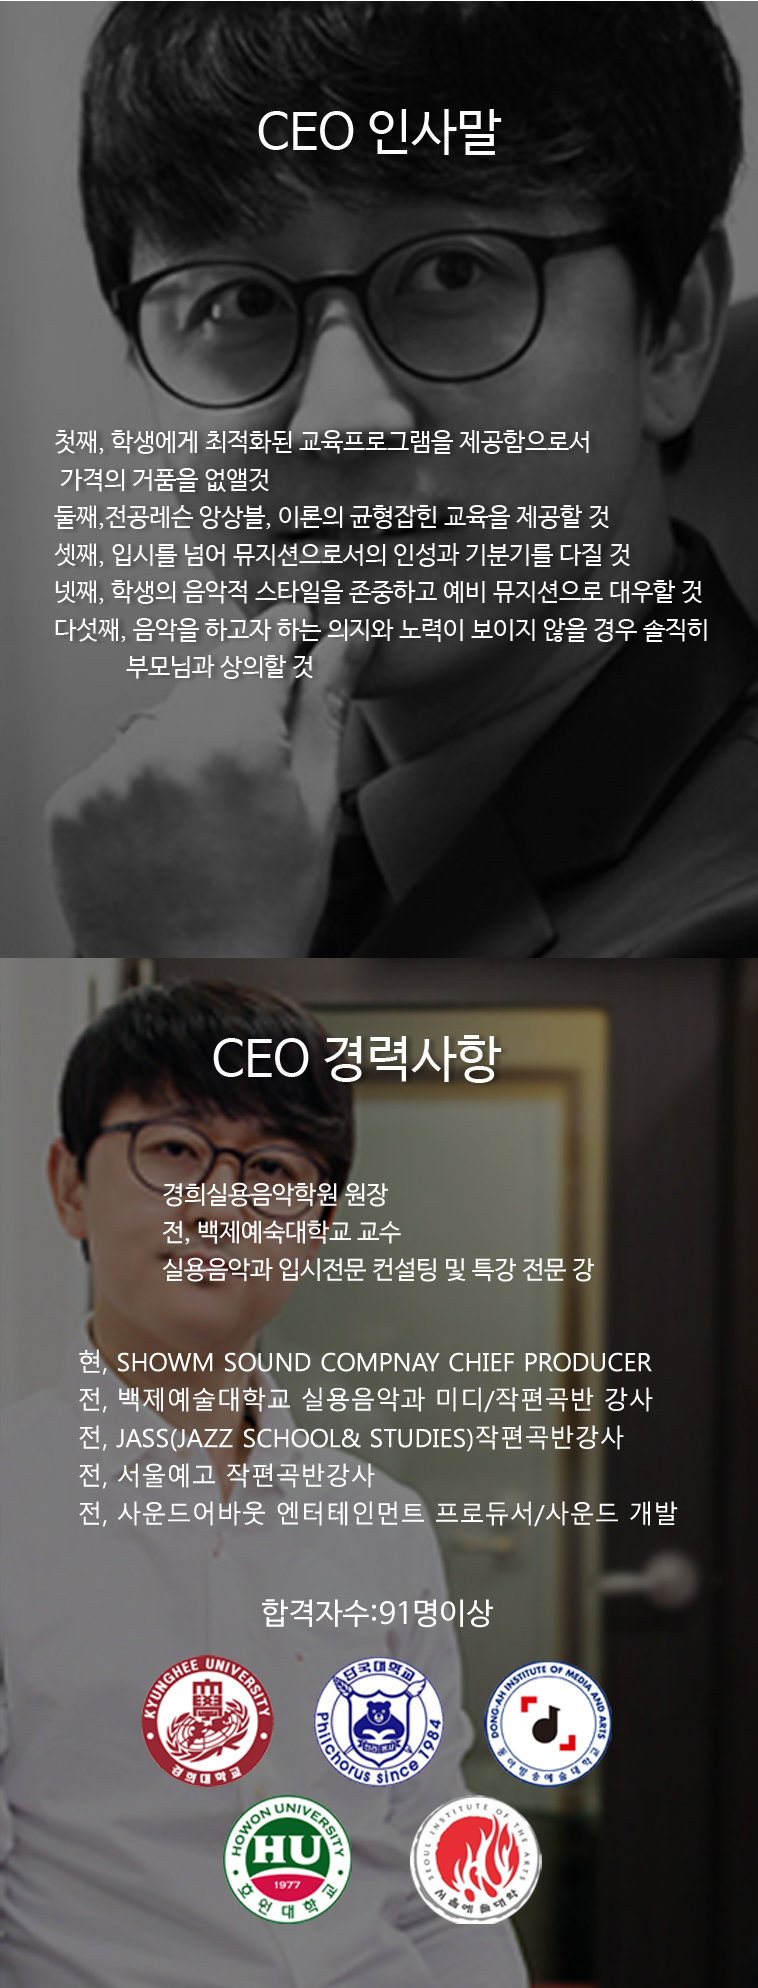 CEO 인사말
첫째, 학생에게 최적화된 교육프로그램을 제공함으로서
가격의 거품을 없앨것
둘째,전공레슨 앙상블, 이론의 균형잡힌 교육을 제공할 것
셋째, 입시를 넘어 뮤지션으로서의 인성과 기분기를 다질 것
넷째, 학생의 음악적 스타일을 존중하고 예비 뮤지션으로 대우할 것
다섯째, 음악을 하고자 하는 의지와 노력이 보이지 않을 경우 솔직히
부모님과 상의할 것
CEO 경력사항
경희실용음악학원 원장
전, 백제예숙대학교 교수
실용음악과 입시전문 컨설팅 및 특강 전문 강
현, SHOWM SOUND COMPNAY CHIEF PRODUCER
전, 백제예술대학교 실용음악과 미디/작편곡반 강사
전, JASS(JAZZ SCHOOL& STUDIES)작편곡반강사
전, 서울예고 작편곡반강사
전, 사운드어바웃 엔터테인먼트 프로듀서/사운드 개발
합격자수:91명이상
KYUNGHEE UNIVERSITY
경희대학교
단국대학교
Philchorus since 1984
DONG-AH INSTITUTE OF MEDIA AND ARTS
동아방송예술대학교
HOWON UNIVERSITY
HU
1977
호원대학교
SEOUL INSTITUTE OF THE ARTS
서울예술대학